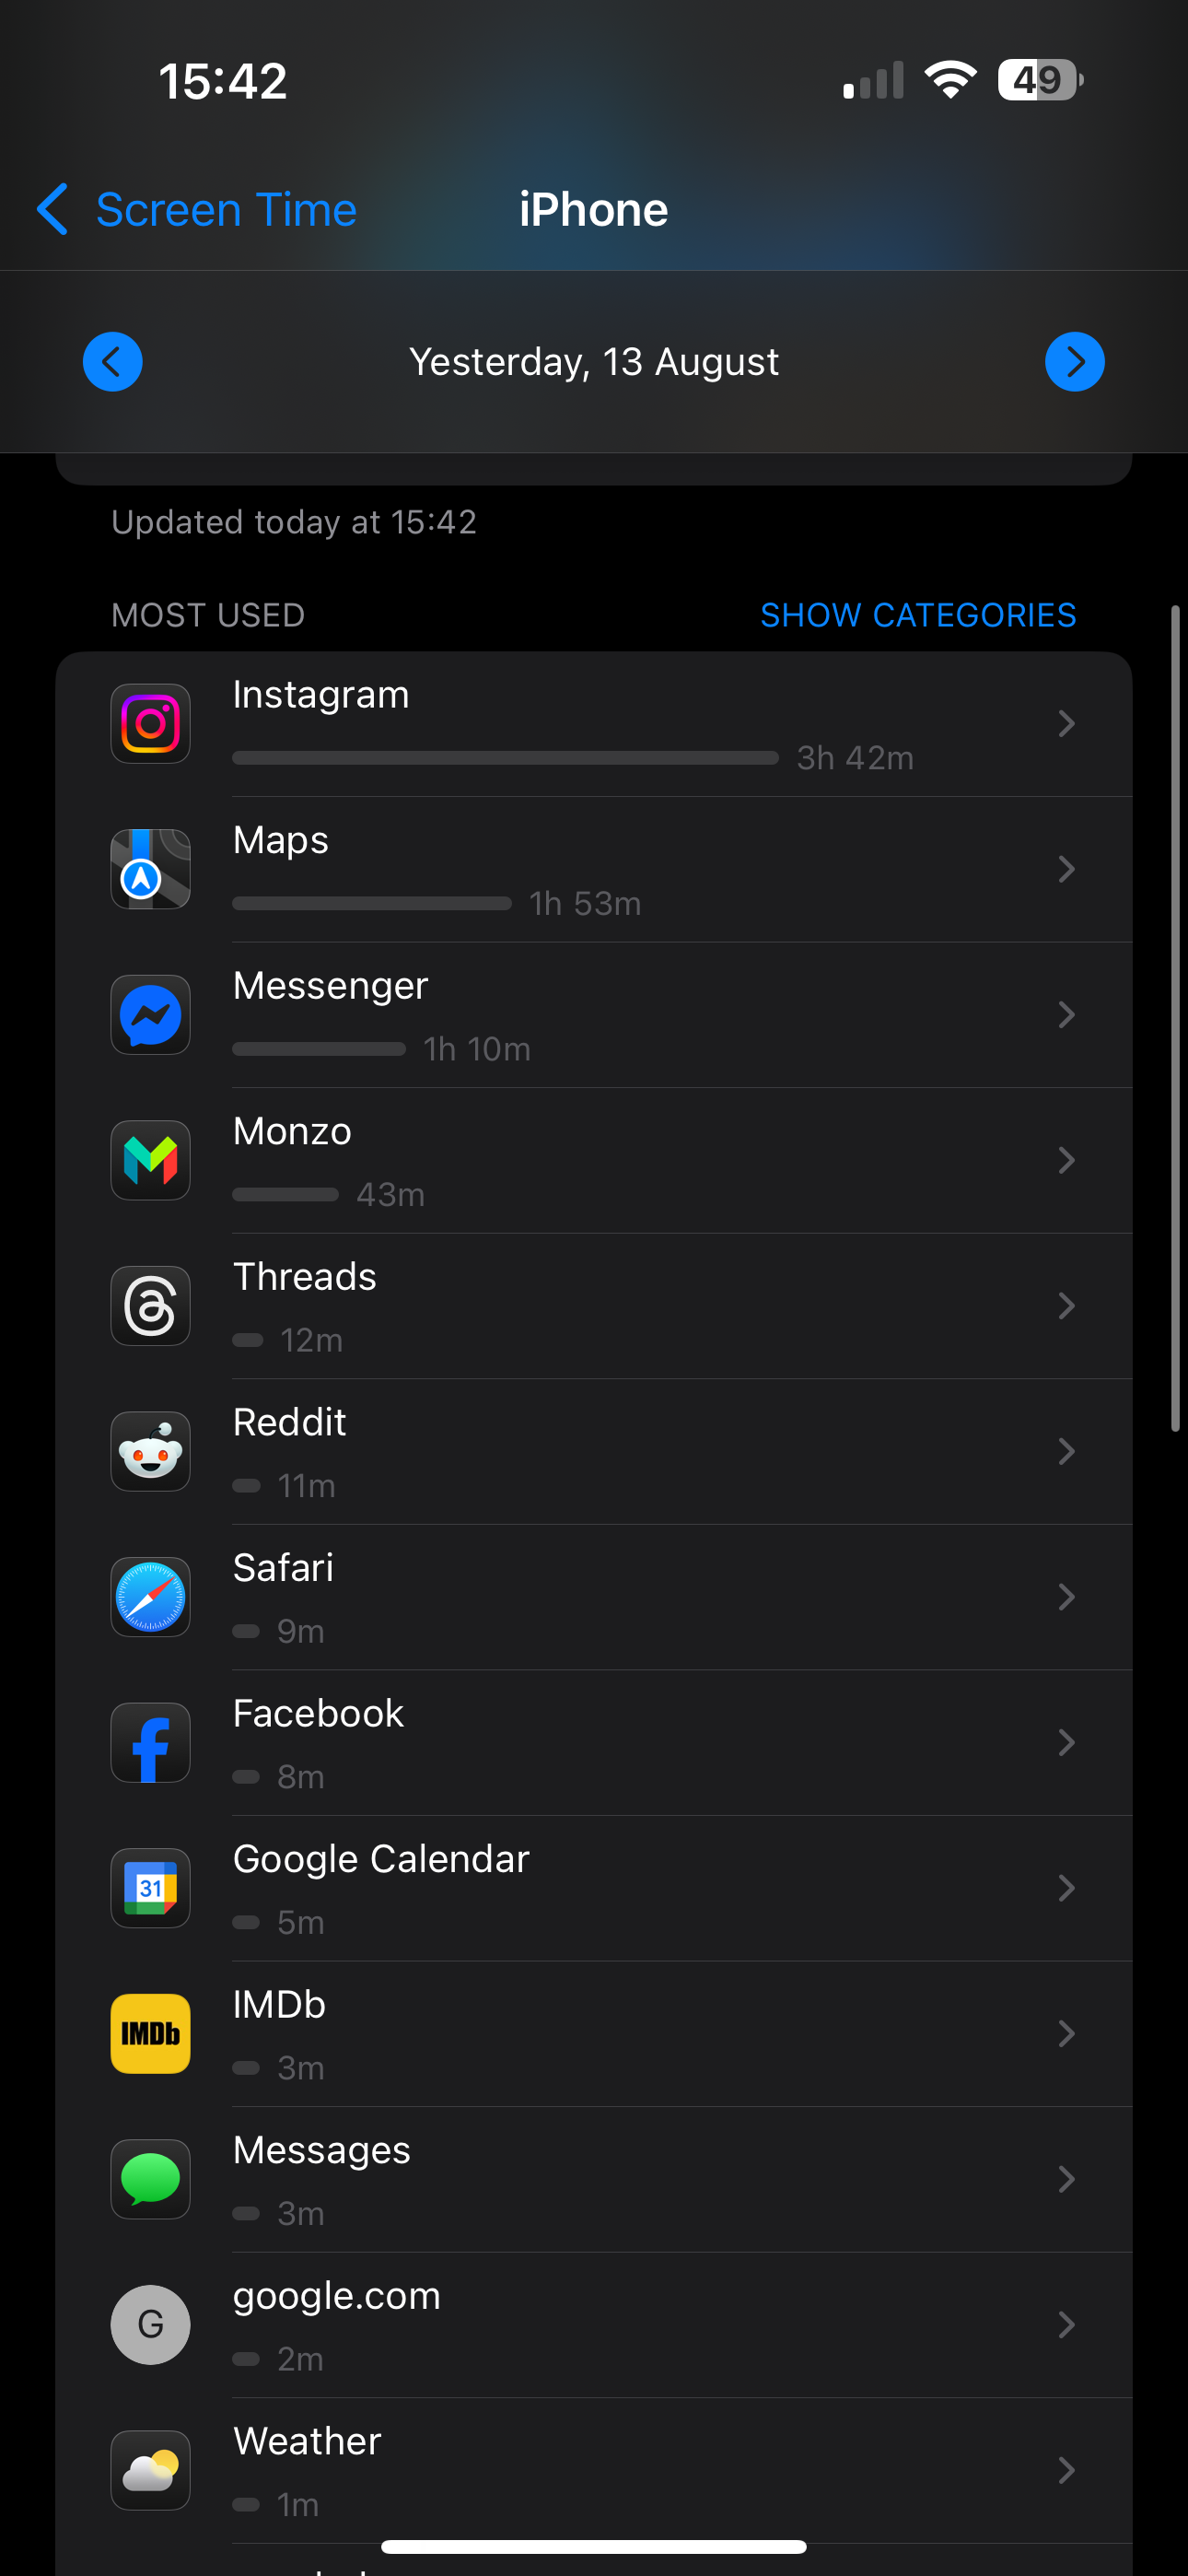 15:42
49
Screen Time
iPhone
Yesterday, 13 August
Updated today at 15:42
MOST USED
SHOW CATEGORIES
Instagram
3h 42m
Maps
1h 53m
Messenger
1h 10m
Monzo
43m
Threads
12m
Reddit
11m
Safari
9m
Facebook
8m
31
Google Calendar
5m
IMDb
IMDb
3m
Messages
3m
G
google.com
2m
Weather
1m